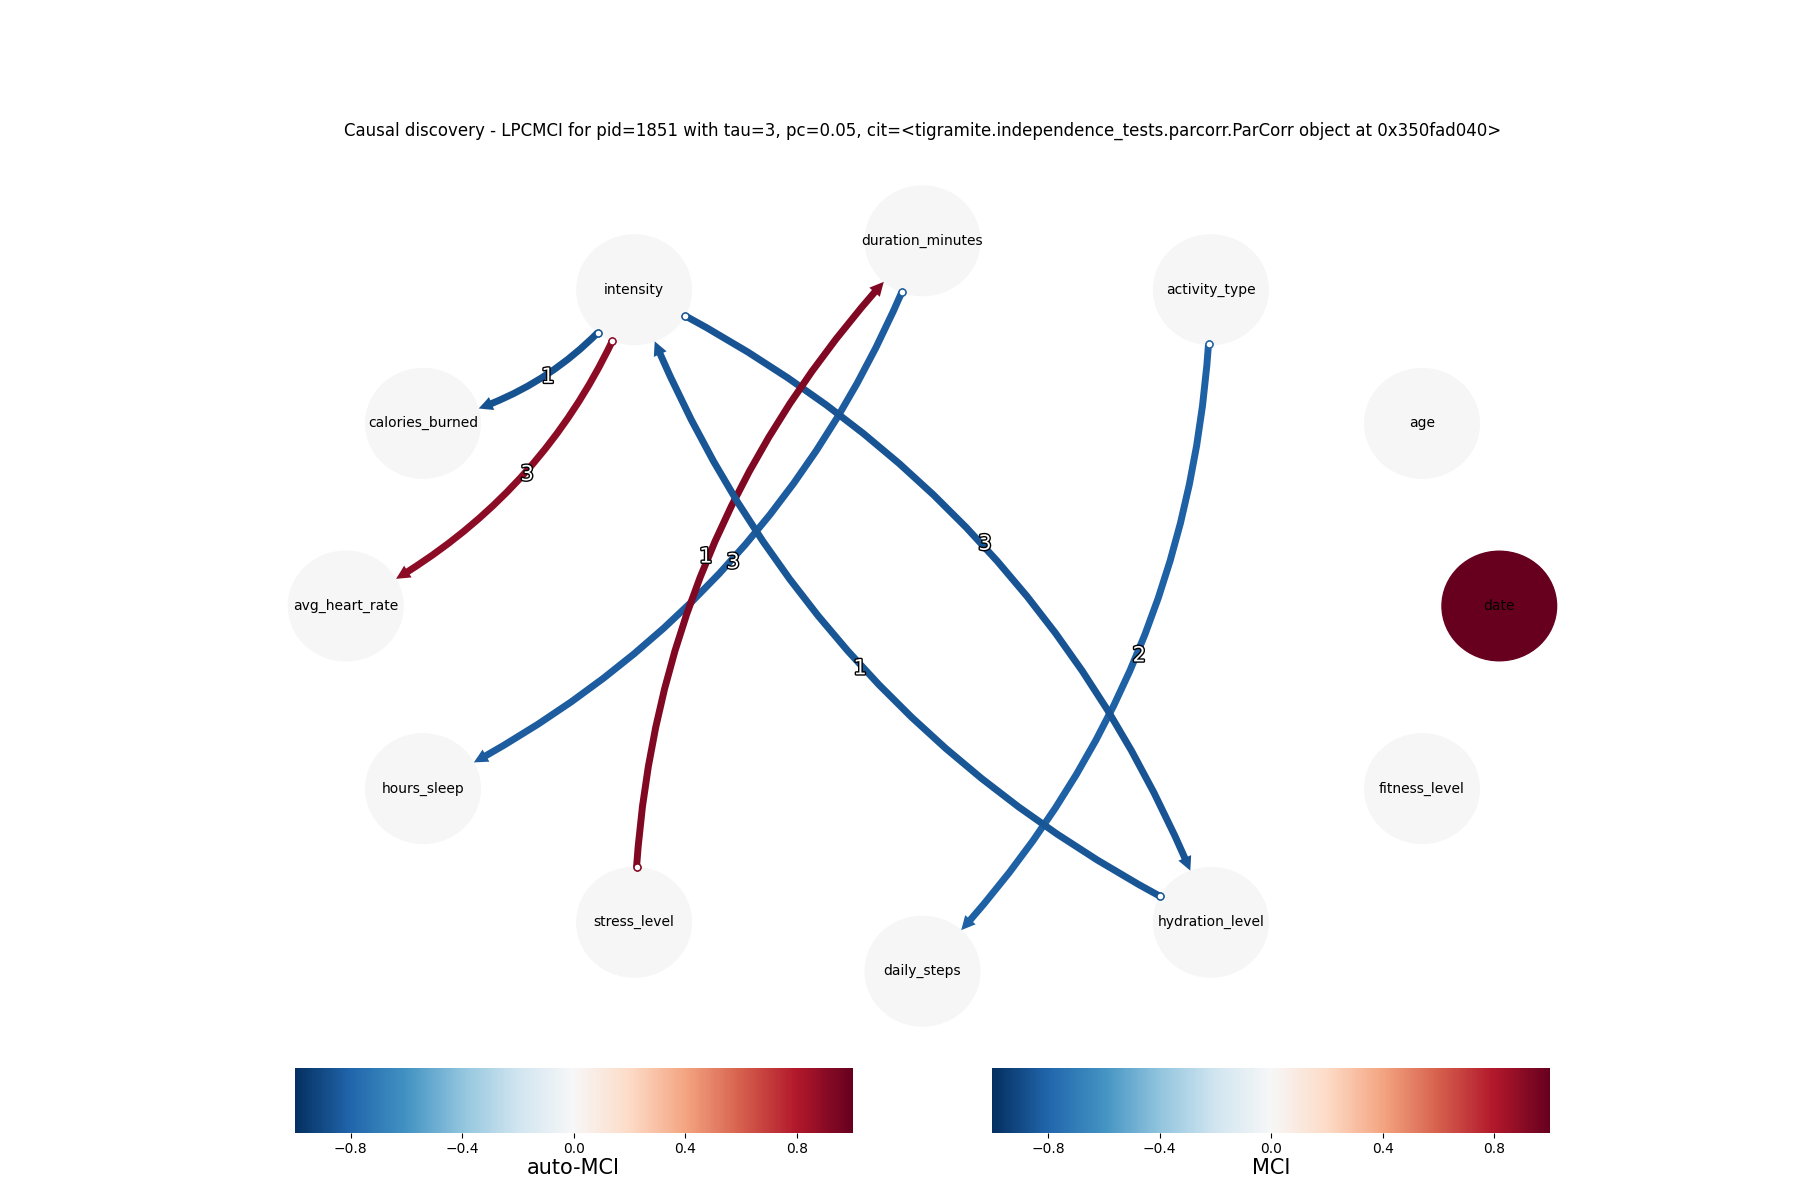 Causal discovery - LPCMCI for pid=1851 with tau=3, pc=0.05, cit=<tigramite.independence_tests.parcorr.ParCorr object at 0x350fad040>
duration_minutes
intensity
activity_type
1
calories_burned
age
3
3
1
3
avg_heart_rate
date
2
1
hours_sleep
fitness_level
stress_level
hydration_level
daily_steps
−0.8 −0.4 0.0 0.4 0.8
auto-MCI
−0.8 −0.4 0.0 0.4 0.8
MCI